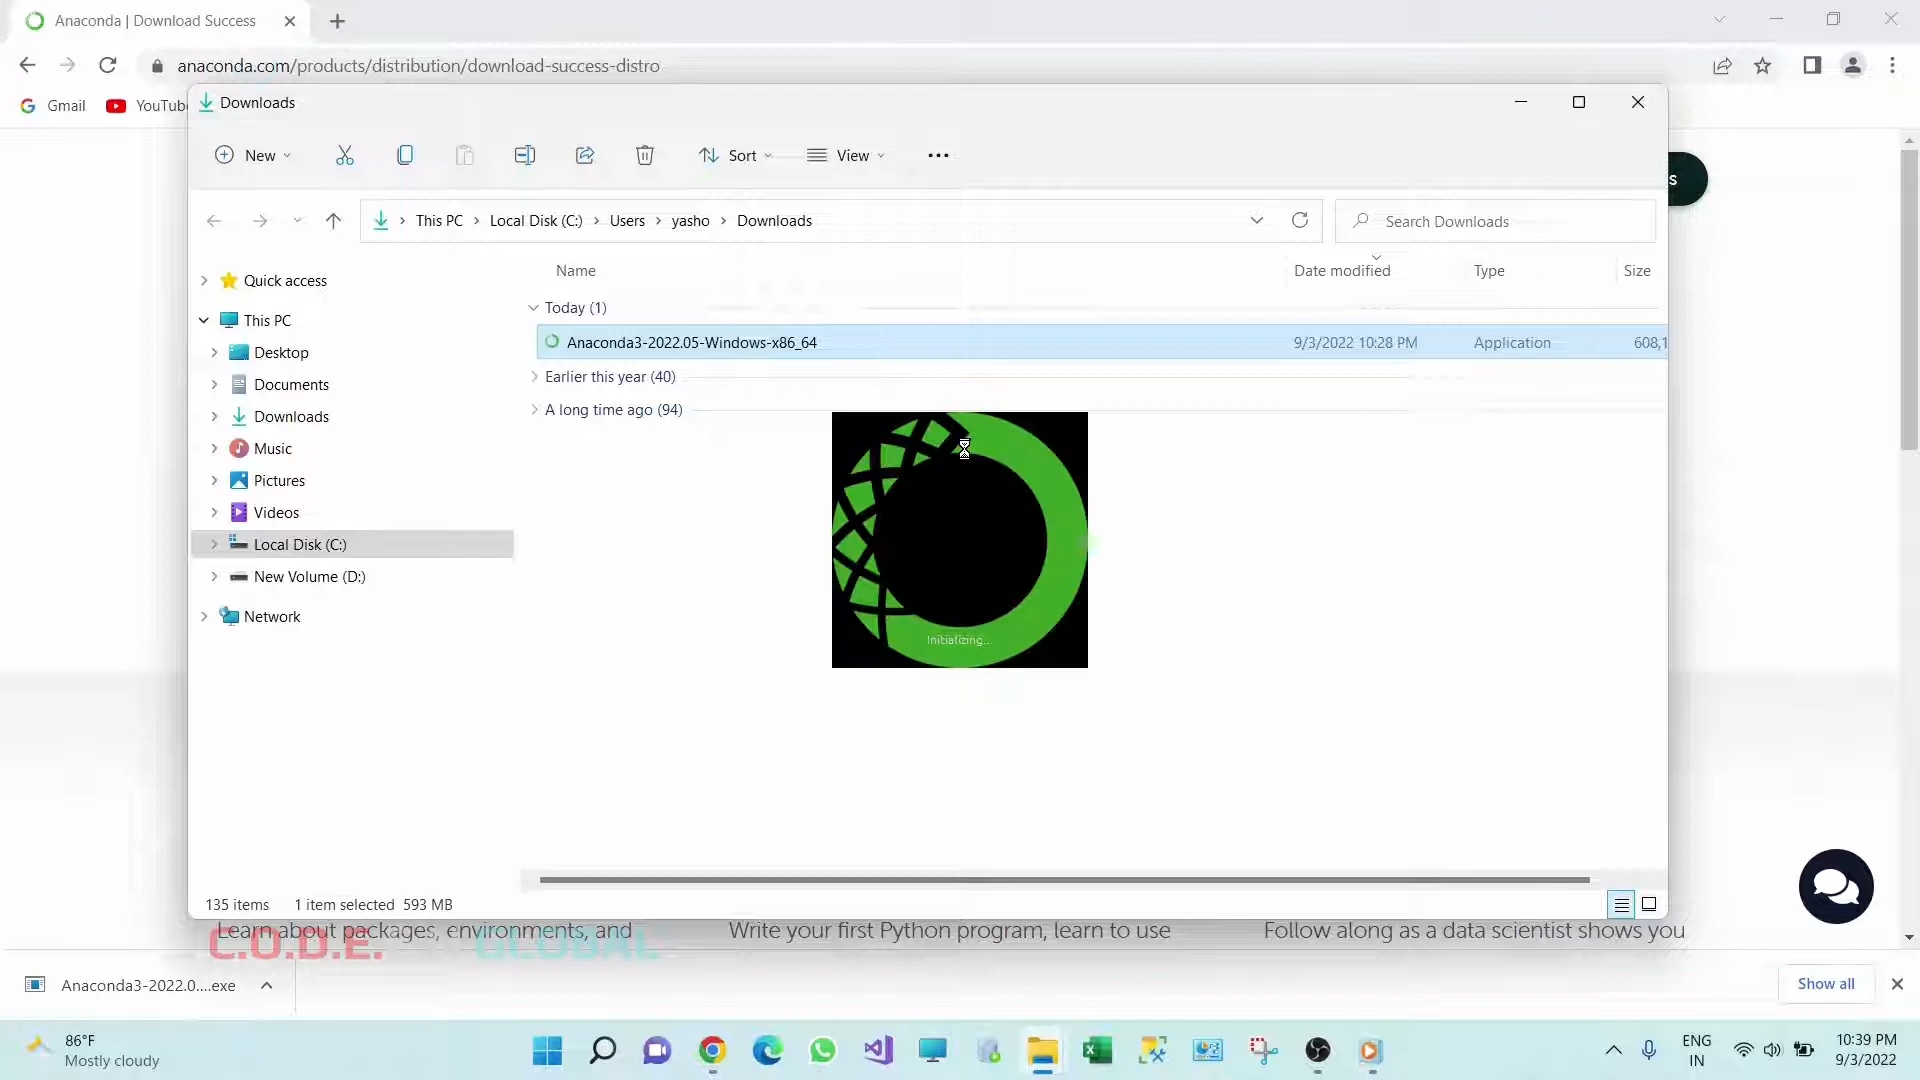 Anaconda | Download Success
anaconda.com/products/distribution/download-success-distro
Gmail YouTube
Downloads
New Sort View
This PC Local Disk (C:) Users yasho Downloads
Search Downloads
Name Date modified Type Size
Quick access
This PC
Desktop
Documents
Downloads
Music
Pictures
Videos
Local Disk (C:)
New Volume (D:)
Network
Today (1)
Anaconda3-2022.05-Windows-x86_64 9/3/2022 10:28 PM Application 608,1
Earlier this year (40)
A long time ago (94)
Initializing...
135 items 1 item selected 593 MB
s
Learn about packages, environments, and Write your first Python program, learn to use Follow along as a data scientist shows you
C.O.D.E. GLOBAL
Anaconda3-2022.0....exe Show all
86°F
Mostly cloudy
ENG
IN
10:39 PM
9/3/2022